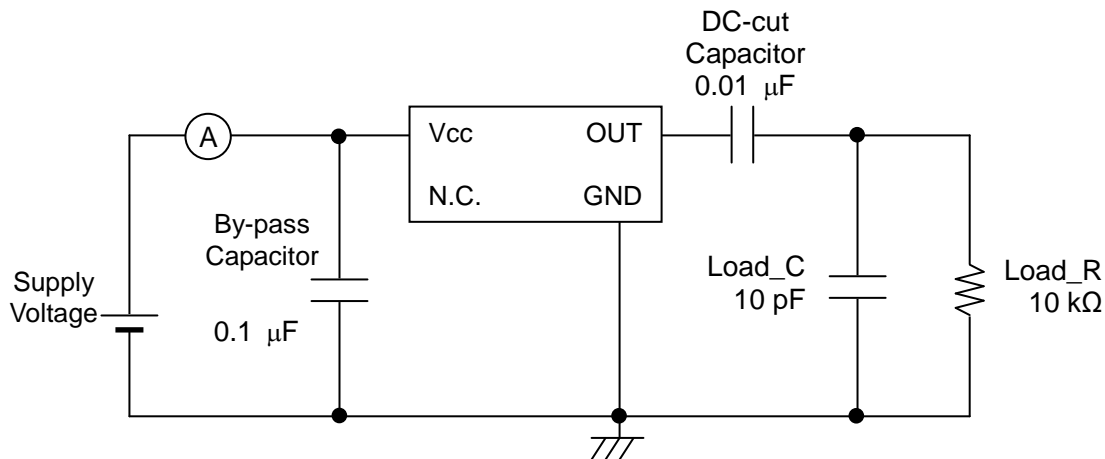 DC-cut
Capacitor
0.01 μF
A
Vcc
OUT
N.C.
GND
By-pass
Capacitor
0.1 μF
Supply
Voltage
Load_C
10 pF
Load_R
10 kΩ